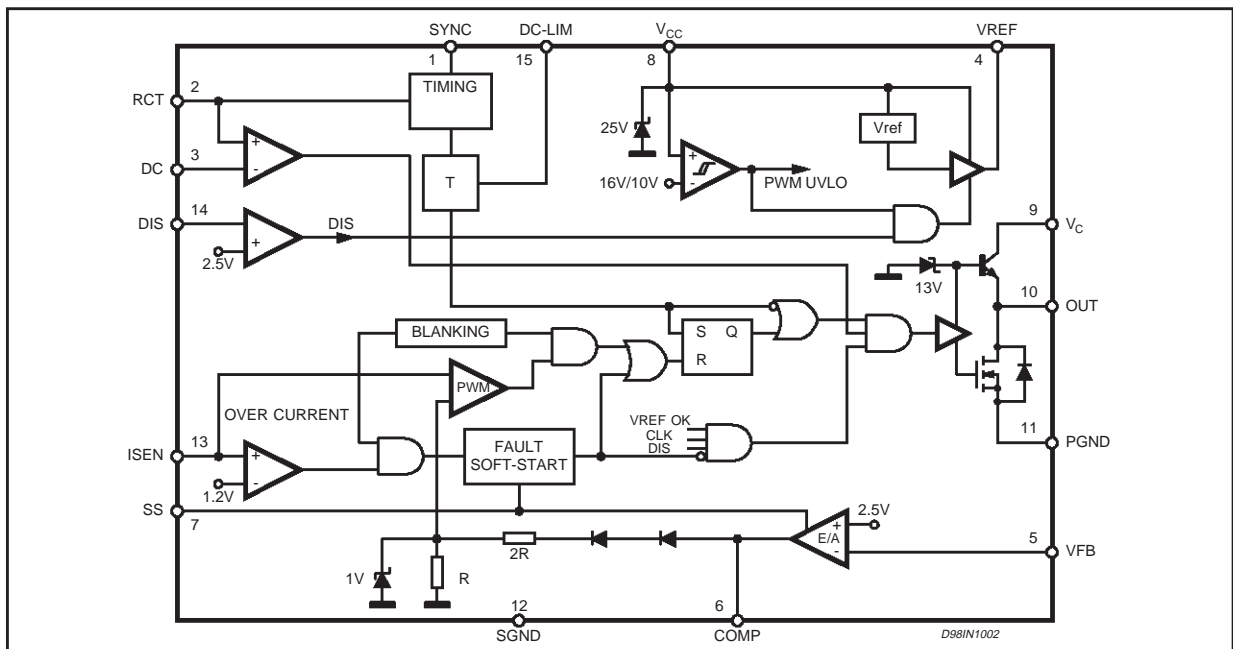 SYNC DC-LIM VCC VREF
1 15 8 4
RCT 2
TIMING
25V
Vref
+
-
DC 3
T
+
-
16V/10V
PWM UVLO
DIS 14
DIS
+
2.5V
9 VC
13V
10 OUT
BLANKING
S Q
R
PWM
OVER CURRENT
VREF OK
CLK
DIS
11 PGND
ISEN 13
+
-
1.2V
FAULT
SOFT-START
SS 7
2.5V
+
E/A
-
5 VFB
2R
1V
R
12
SGND
6
COMP
D98IN1002